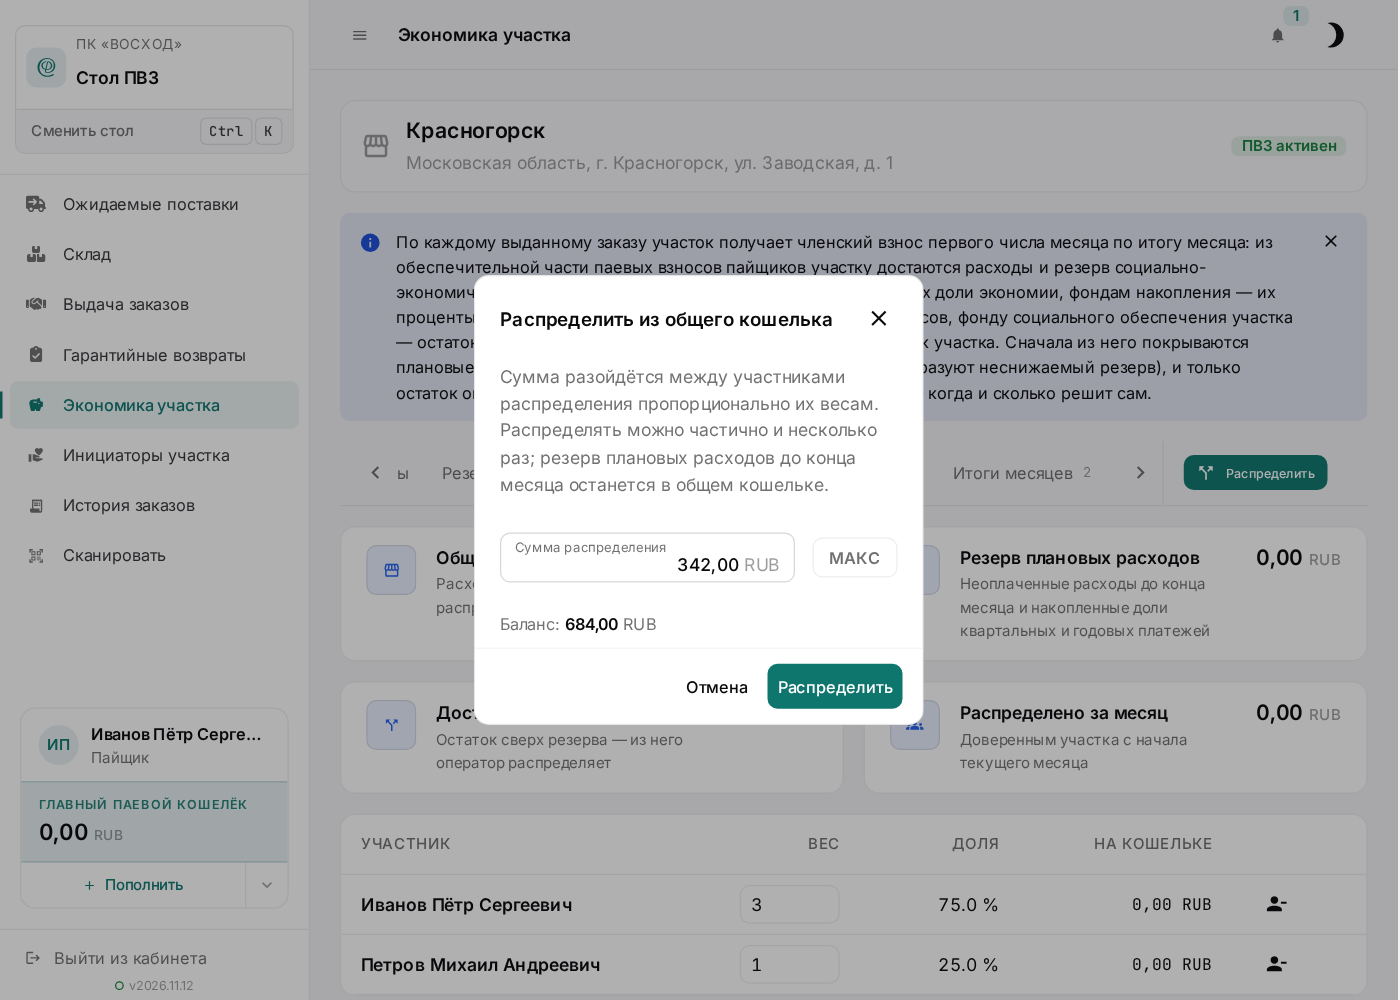 ПК «ВОСХОД»
Стол ПВЗ
Сменить стол
Ctrl K
Ожидаемые поставки
Склад
Выдача заказов
Гарантийные возвраты
Экономика участка
Инициаторы участка
История заказов
Сканировать
ИП
Иванов Пётр Серге...
Пайщик
ГЛАВНЫЙ ПАЕВОЙ КОШЕЛЁК
0,00 RUB
+ Пополнить
Выйти из кабинета
v2026.11.12
Экономика участка
1
Красногорск
Московская область, г. Красногорск, ул. Заводская, д. 1
ПВЗ активен
По каждому выданному заказу участок получает членский взнос первого числа месяца по итогу месяца: из
обеспечительной части паевых взносов пайщиков участку достаются расходы и резерв социально-
доли экономии, фондам накопления — их
проценты фонду социального обеспечения участка
— участка. Сначала из него покрываются
плановые неснижаемый резерв), и только
остаток когда и сколько решит сам.
Итоги месяцев 2
Распределить
Резерв плановых расходов
0,00 RUB
Неоплаченные расходы до конца
месяца и накопленные доли
квартальных и годовых платежей
Остаток сверх резерва — из него
оператор распределяет
Распределено за месяц
0,00 RUB
Доверенным участка с начала
текущего месяца
УЧАСТНИК ВЕС ДОЛЯ НА КОШЕЛЬКЕ
Иванов Пётр Сергеевич 3 75.0 % 0,00 RUB
Петров Михаил Андреевич 1 25.0 % 0,00 RUB
Распределить из общего кошелька
Сумма разойдётся между участниками
распределения пропорционально их весам.
Распределять можно частично и несколько
раз; резерв плановых расходов до конца
месяца останется в общем кошельке.
Сумма распределения
342,00 RUB
МАКС
Баланс: 684,00 RUB
Отмена
Распределить